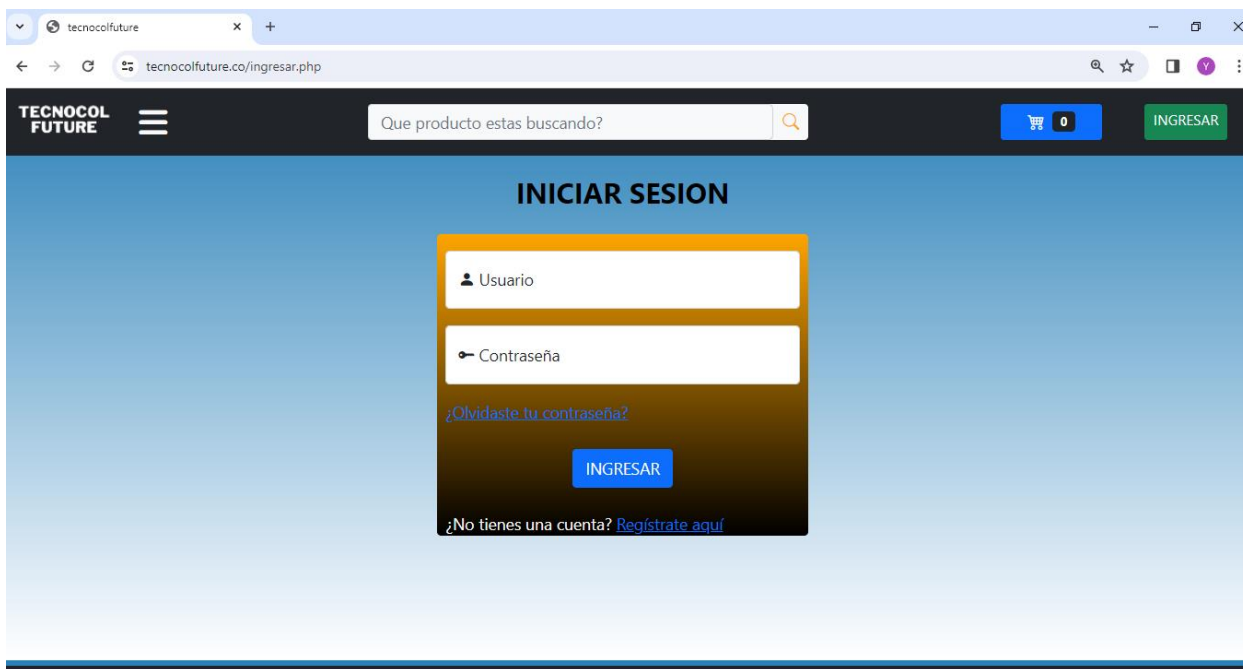 tecnocolfuture
tecnocolfuture.co/ingresar.php
Y
TECNOCOL
FUTURE
Que producto estas buscando?
0
INGRESAR
INICIAR SESION
Usuario
Contraseña
¿Olvidaste tu contraseña?
INGRESAR
¿No tienes una cuenta? Regístrate aquí